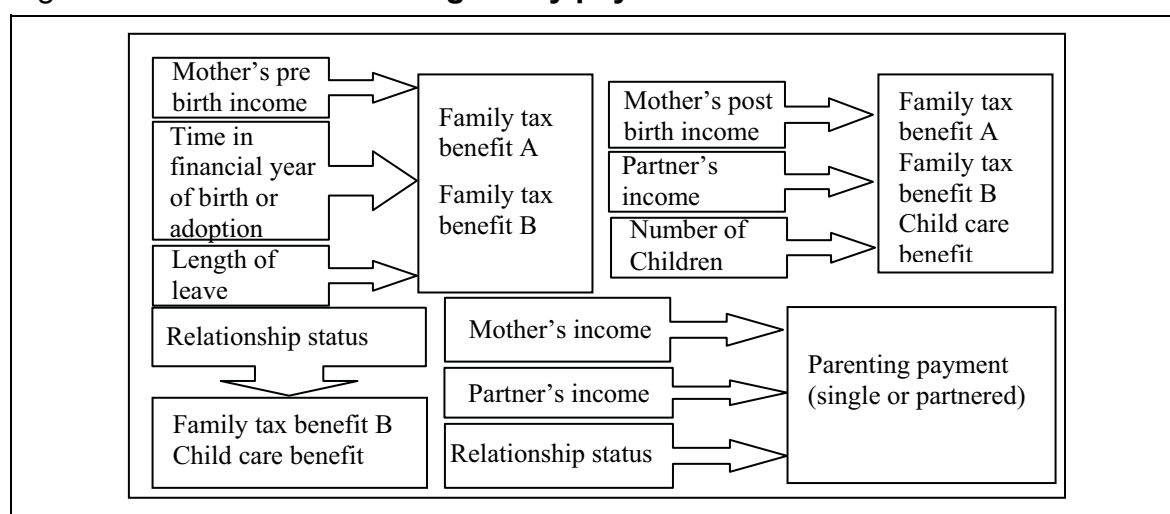 Mother's pre
birth income
Time in
financial year
of birth or
adoption
Length of
leave
Family tax
benefit A
Family tax
benefit B
Mother's post
birth income
Partner's
income
Number of
Children
Family tax
benefit A
Family tax
benefit B
Child care
benefit
Relationship status
Family tax benefit B
Child care benefit
Mother's income
Partner's income
Relationship status
Parenting payment
(single or partnered)